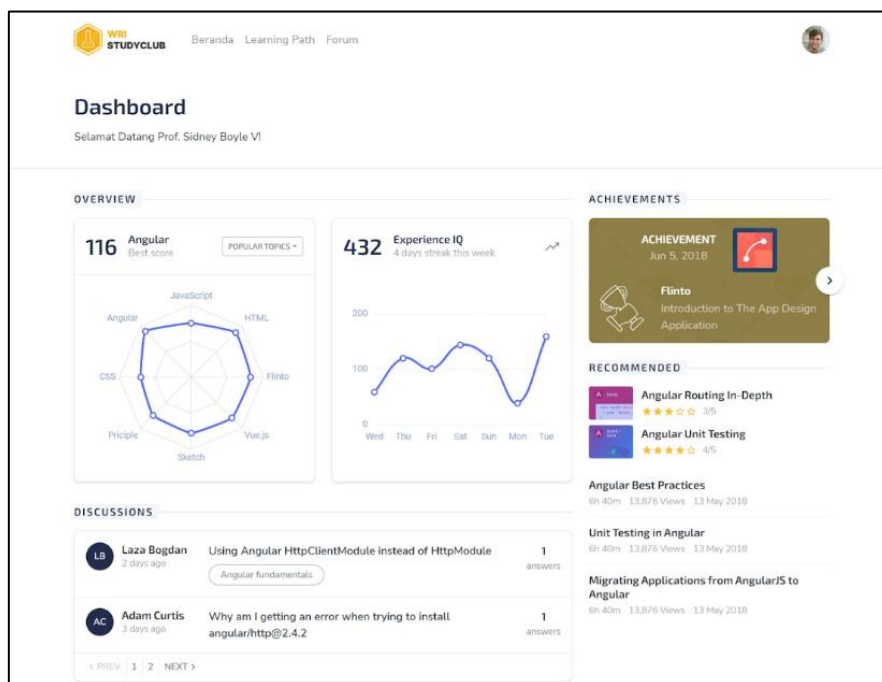 WRI
STUDYCLUB
Beranda Learning Path Forum
Dashboard
Selamat Datang Prof. Sidney Boyle V!
OVERVIEW
116
Angular
Best score
POPULAR TOPICS
JavaScript
HTML
Flinto
Vue.js
Sketch
Priciple
CSS
Angular
432
Experience IQ
4 days streak this week
200
100
0
Wed Thu Fri Sat Sun Mon Tue
DISCUSSIONS
LB
Laza Bogdan
2 days ago
Using Angular HttpClientModule instead of HttpModule
Angular fundamentals
1
answers
AC
Adam Curtis
3 days ago
Why am I getting an error when trying to install
angular/http@2.4.2
1
answers
< PREV 1 2 NEXT >
ACHIEVEMENTS
ACHIEVEMENT
Jun 5, 2018
Flinto
Introduction to The App Design
Application
RECOMMENDED
Angular Routing In-Depth
3/5
Angular Unit Testing
4/5
Angular Best Practices
6h 40m 13,876 Views 13 May 2018
Unit Testing in Angular
6h 40m 13,876 Views 13 May 2018
Migrating Applications from AngularJS to
Angular
6h 40m 13,876 Views 13 May 2018